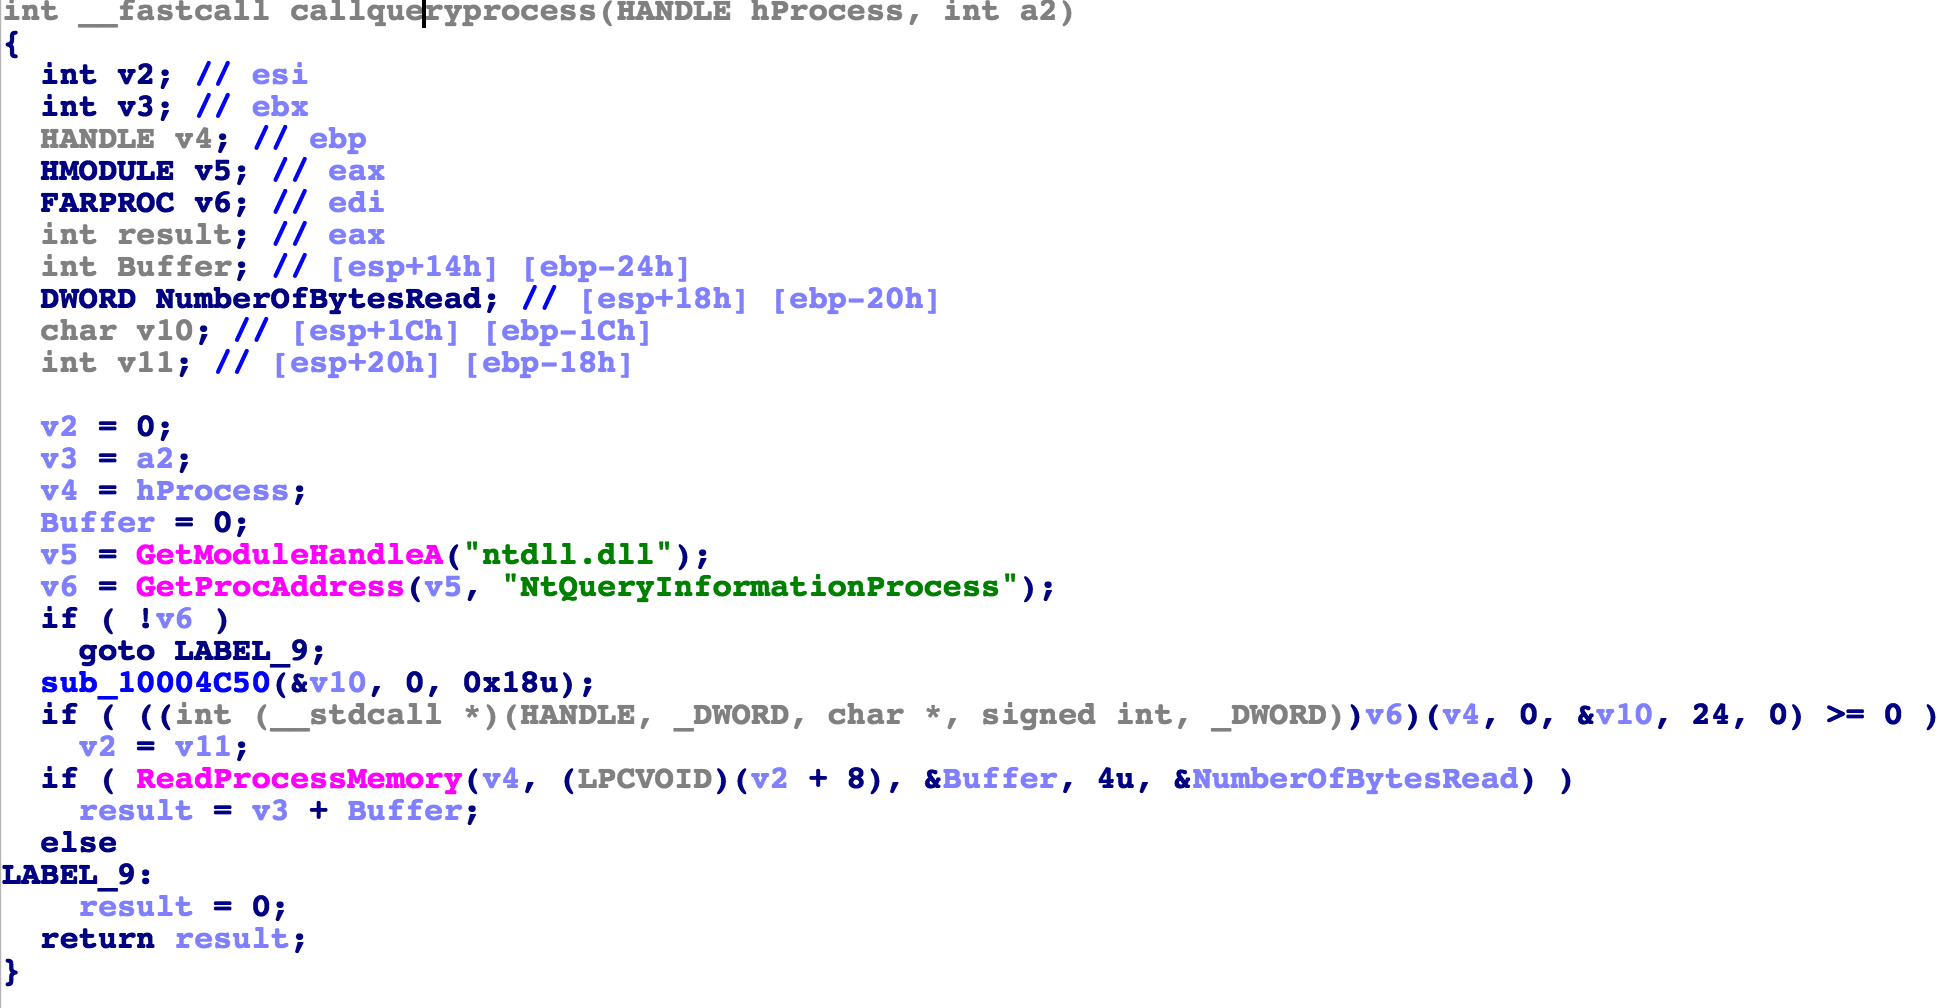 int __fastcall callqueryprocess(HANDLE hProcess, int a2)
{
  int v2; // esi
  int v3; // ebx
  HANDLE v4; // ebp
  HMODULE v5; // eax
  FARPROC v6; // edi
  int result; // eax
  int Buffer; // [esp+14h] [ebp-24h]
  DWORD NumberOfBytesRead; // [esp+18h] [ebp-20h]
  char v10; // [esp+1Ch] [ebp-1Ch]
  int v11; // [esp+20h] [ebp-18h]

  v2 = 0;
  v3 = a2;
  v4 = hProcess;
  Buffer = 0;
  v5 = GetModuleHandleA("ntdll.dll");
  v6 = GetProcAddress(v5, "NtQueryInformationProcess");
  if ( !v6 )
    goto LABEL_9;
  sub_10004C50(&v10, 0, 0x18u);
  if ( ((int (__stdcall *)(HANDLE, _DWORD, char *, signed int, _DWORD))v6)(v4, 0, &v10, 24, 0) >= 0 )
    v2 = v11;
  if ( ReadProcessMemory(v4, (LPCVOID)(v2 + 8), &Buffer, 4u, &NumberOfBytesRead) )
    result = v3 + Buffer;
  else
LABEL_9:
    result = 0;
  return result;
}